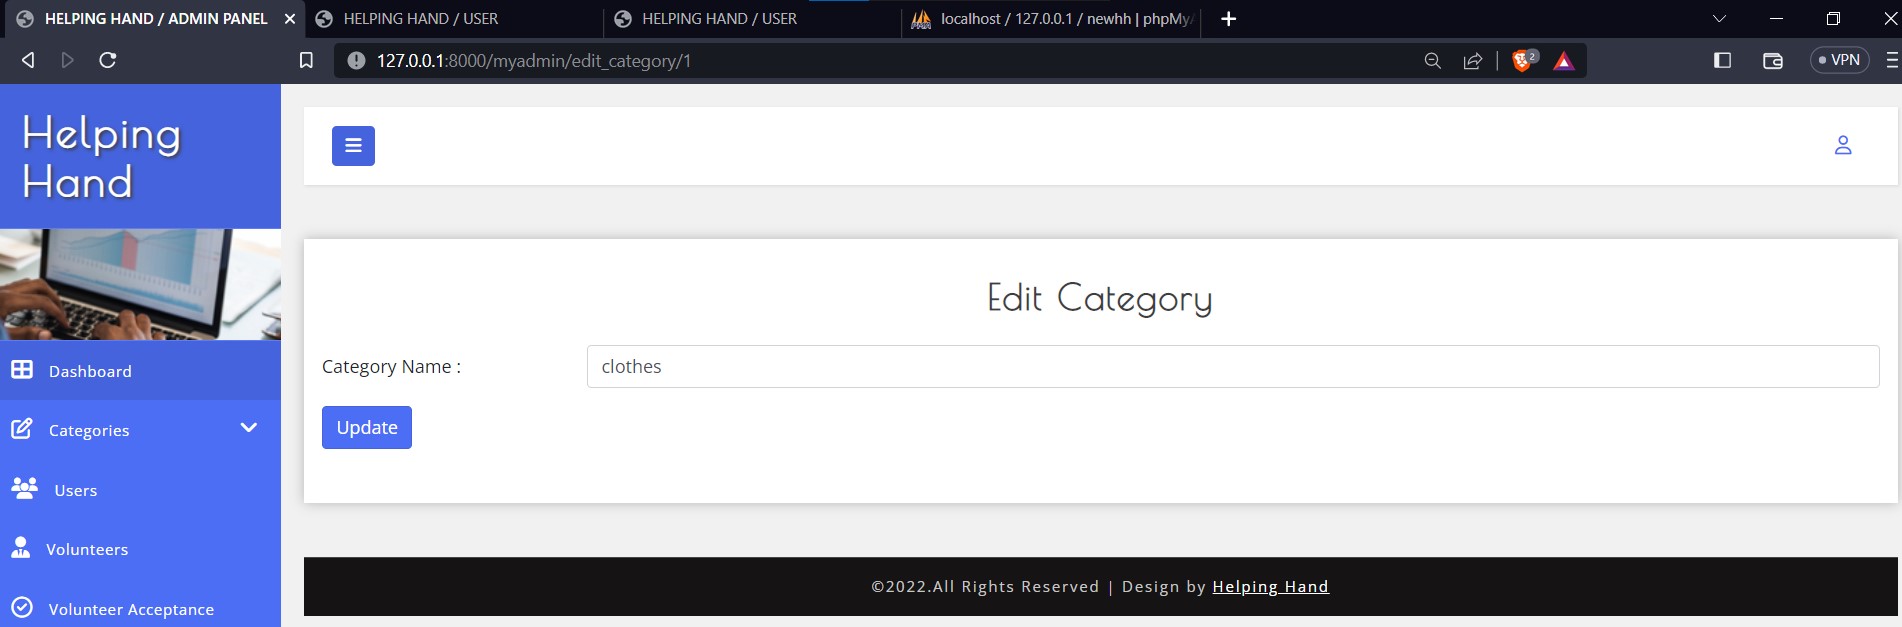 HELPING HAND / ADMIN PANEL
HELPING HAND / USER
HELPING HAND / USER
localhost / 127.0.0.1 / newhh | phpMyA
127.0.0.1:8000/myadmin/edit_category/1
2
VPN
Helping
Hand
Edit Category
Category Name :
clothes
Update
Dashboard
Categories
Users
Volunteers
Volunteer Acceptance
©2022.All Rights Reserved | Design by Helping Hand